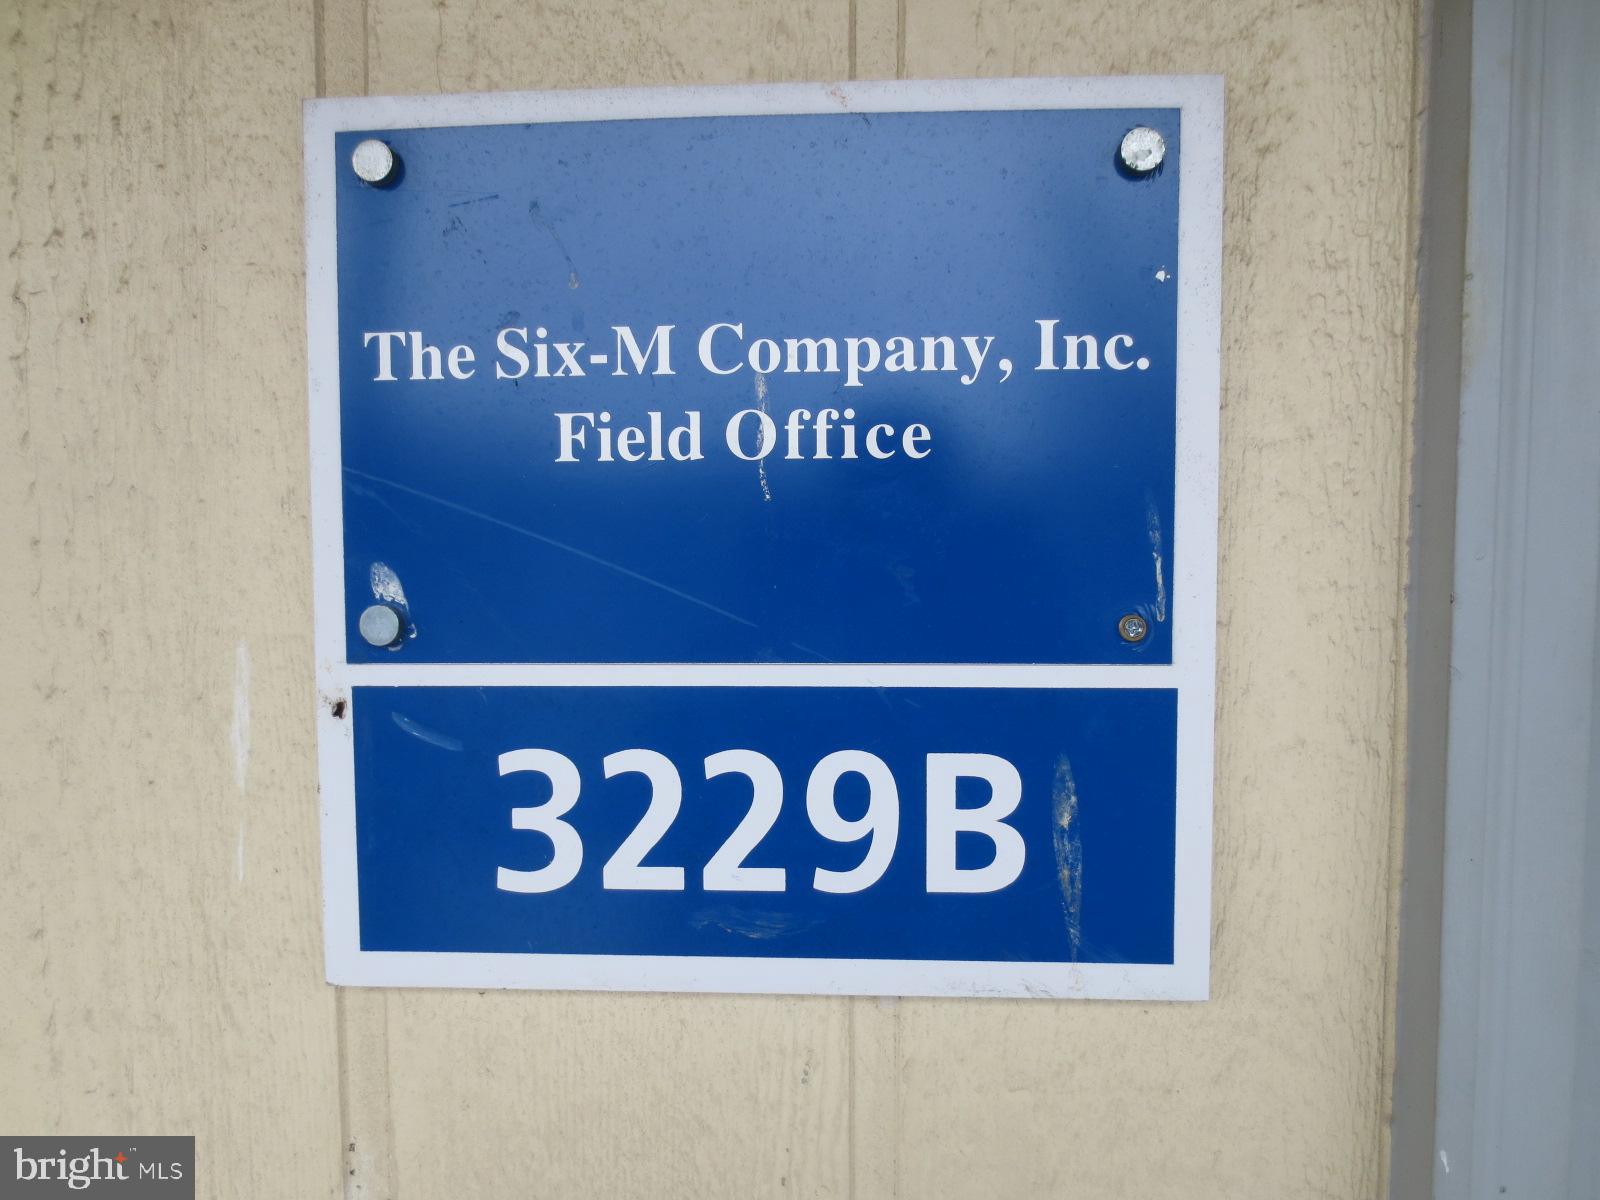 The Six-M Company, Inc.
Field Office
3229B
bright MLS